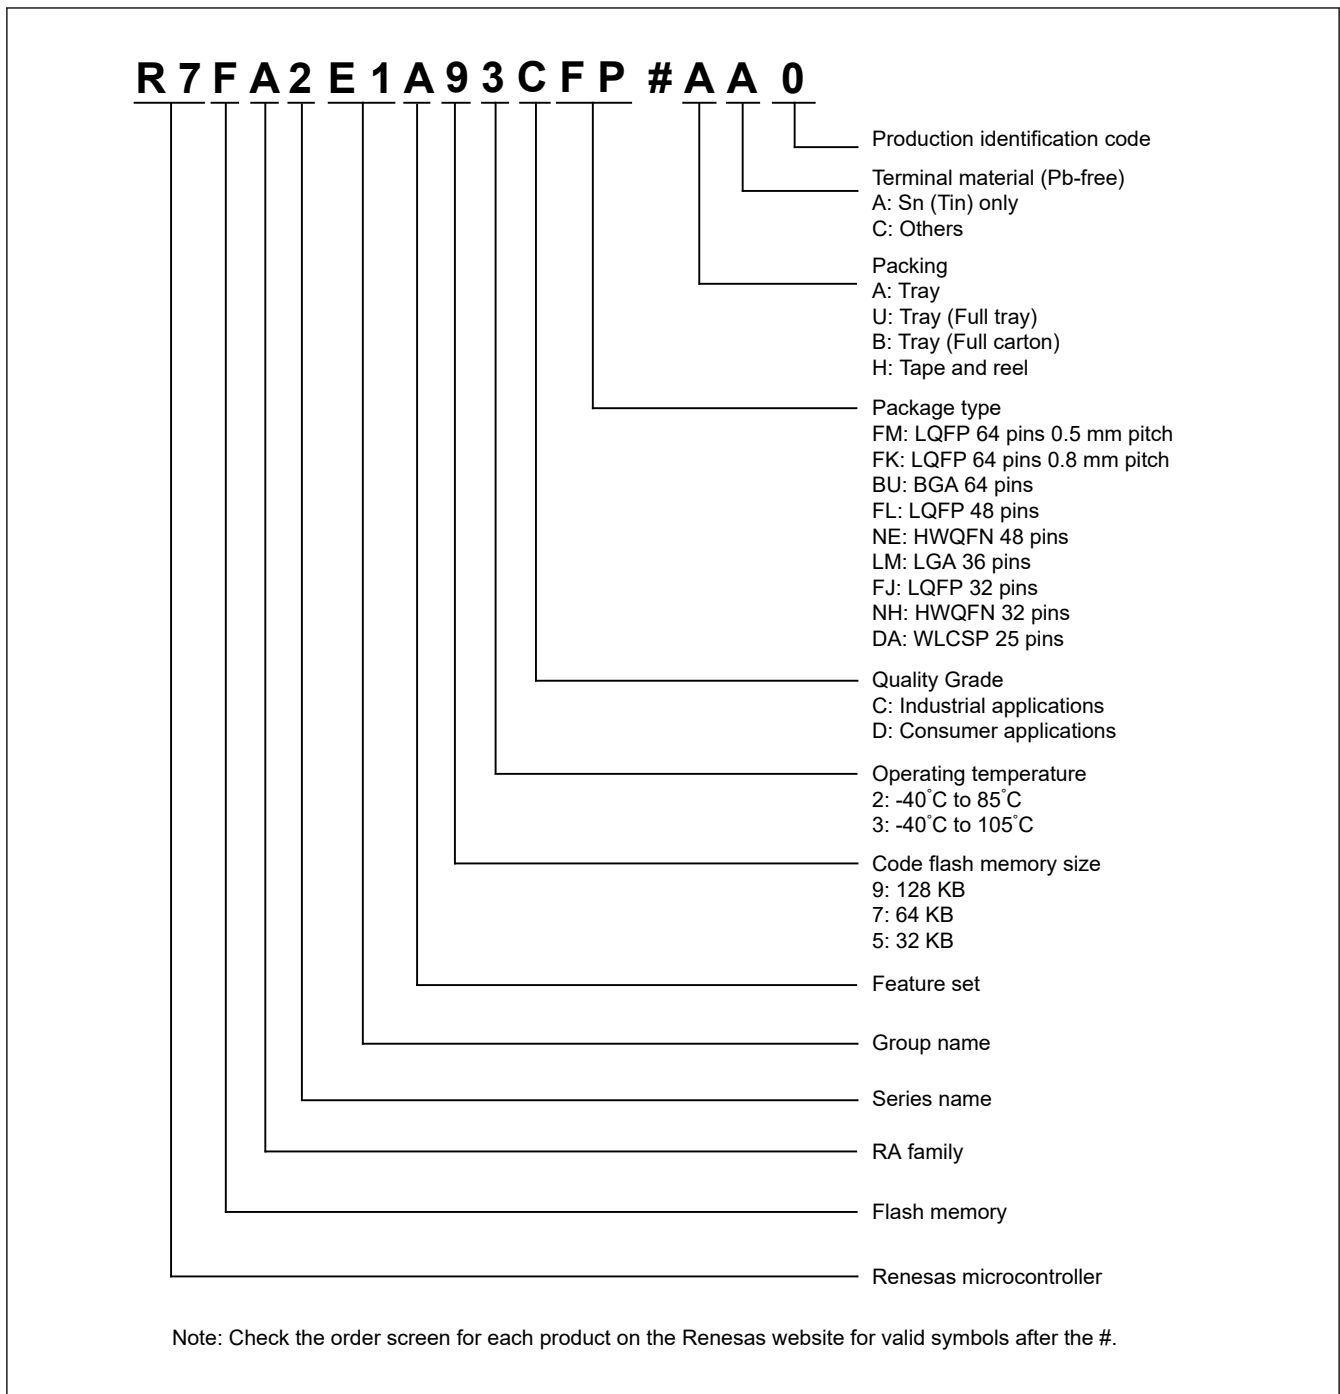 R7FA2E1A93CFP #AA0
Production identification code
Terminal material (Pb-free)
A: Sn (Tin) only
C: Others
Packing
A: Tray
U: Tray (Full tray)
B: Tray (Full carton)
H: Tape and reel
Package type
FM: LQFP 64 pins 0.5 mm pitch
FK: LQFP 64 pins 0.8 mm pitch
BU: BGA 64 pins
FL: LQFP 48 pins
NE: HWQFN 48 pins
LM: LGA 36 pins
FJ: LQFP 32 pins
NH: HWQFN 32 pins
DA: WLCSP 25 pins
Quality Grade
C: Industrial applications
D: Consumer applications
Operating temperature
2: -40°C to 85°C
3: -40°C to 105°C
Code flash memory size
9: 128 KB
7: 64 KB
5: 32 KB
Feature set
Group name
Series name
RA family
Flash memory
Renesas microcontroller
Note: Check the order screen for each product on the Renesas website for valid symbols after the #.